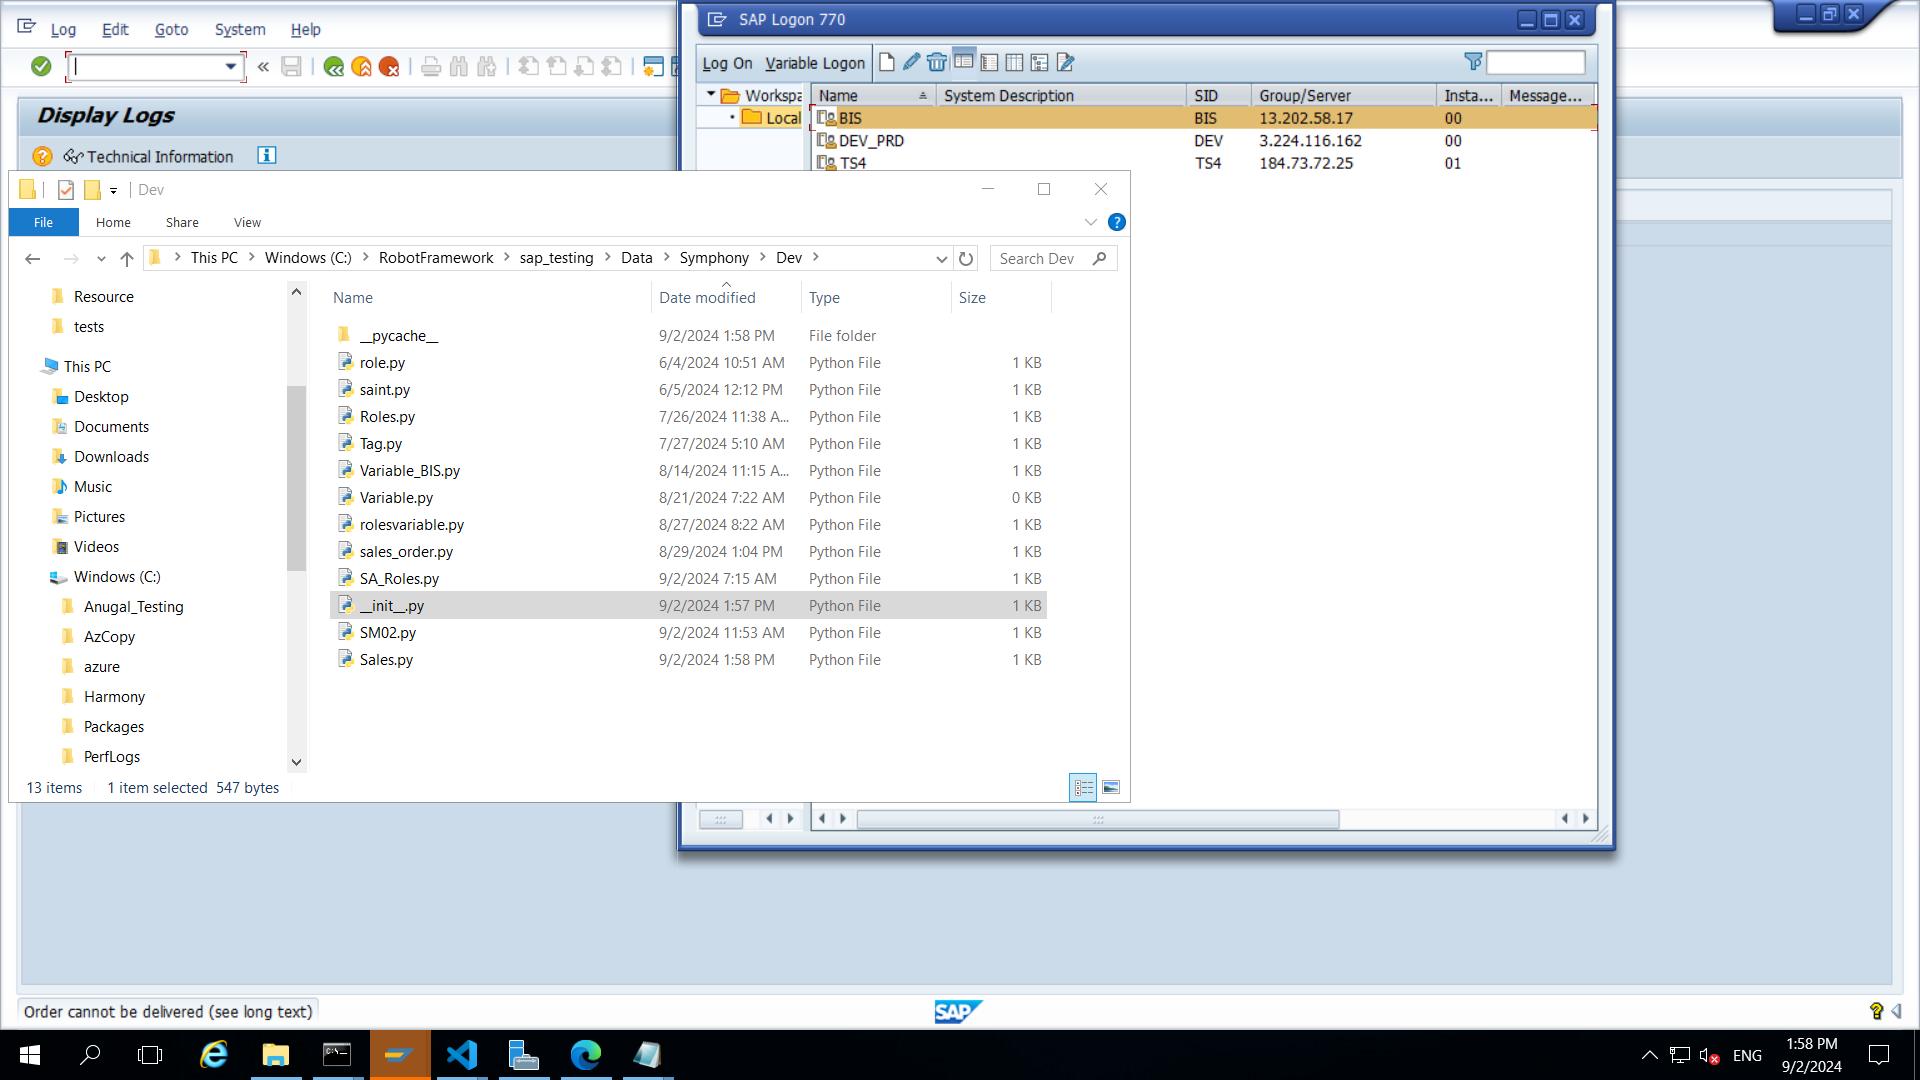 Log Edit Goto System Help
SAP Logon 770
Log On Variable Logon
Display Logs
Technical Information
Workspa
Local
Name System Description SID Group/Server Insta... Message...
BIS BIS 13.202.58.17 00
DEV_PRD DEV 3.224.116.162 00
TS4 TS4 184.73.72.25 01
Dev
File Home Share View
This PC Windows (C:) RobotFramework sap_testing Data Symphony Dev
Search Dev
Resource
tests
This PC
Desktop
Documents
Downloads
Music
Pictures
Videos
Windows (C:)
Anugal_Testing
AzCopy
azure
Harmony
Packages
PerfLogs
Name Date modified Type Size
__pycache__ 9/2/2024 1:58 PM File folder
role.py 6/4/2024 10:51 AM Python File 1 KB
saint.py 6/5/2024 12:12 PM Python File 1 KB
Roles.py 7/26/2024 11:38 A... Python File 1 KB
Tag.py 7/27/2024 5:10 AM Python File 1 KB
Variable_BIS.py 8/14/2024 11:15 A... Python File 1 KB
Variable.py 8/21/2024 7:22 AM Python File 0 KB
rolesvariable.py 8/27/2024 8:22 AM Python File 1 KB
sales_order.py 8/29/2024 1:04 PM Python File 1 KB
SA_Roles.py 9/2/2024 7:15 AM Python File 1 KB
__init__.py 9/2/2024 1:57 PM Python File 1 KB
SM02.py 9/2/2024 11:53 AM Python File 1 KB
Sales.py 9/2/2024 1:58 PM Python File 1 KB
13 items 1 item selected 547 bytes
Order cannot be delivered (see long text)
SAP
ENG
1:58 PM
9/2/2024